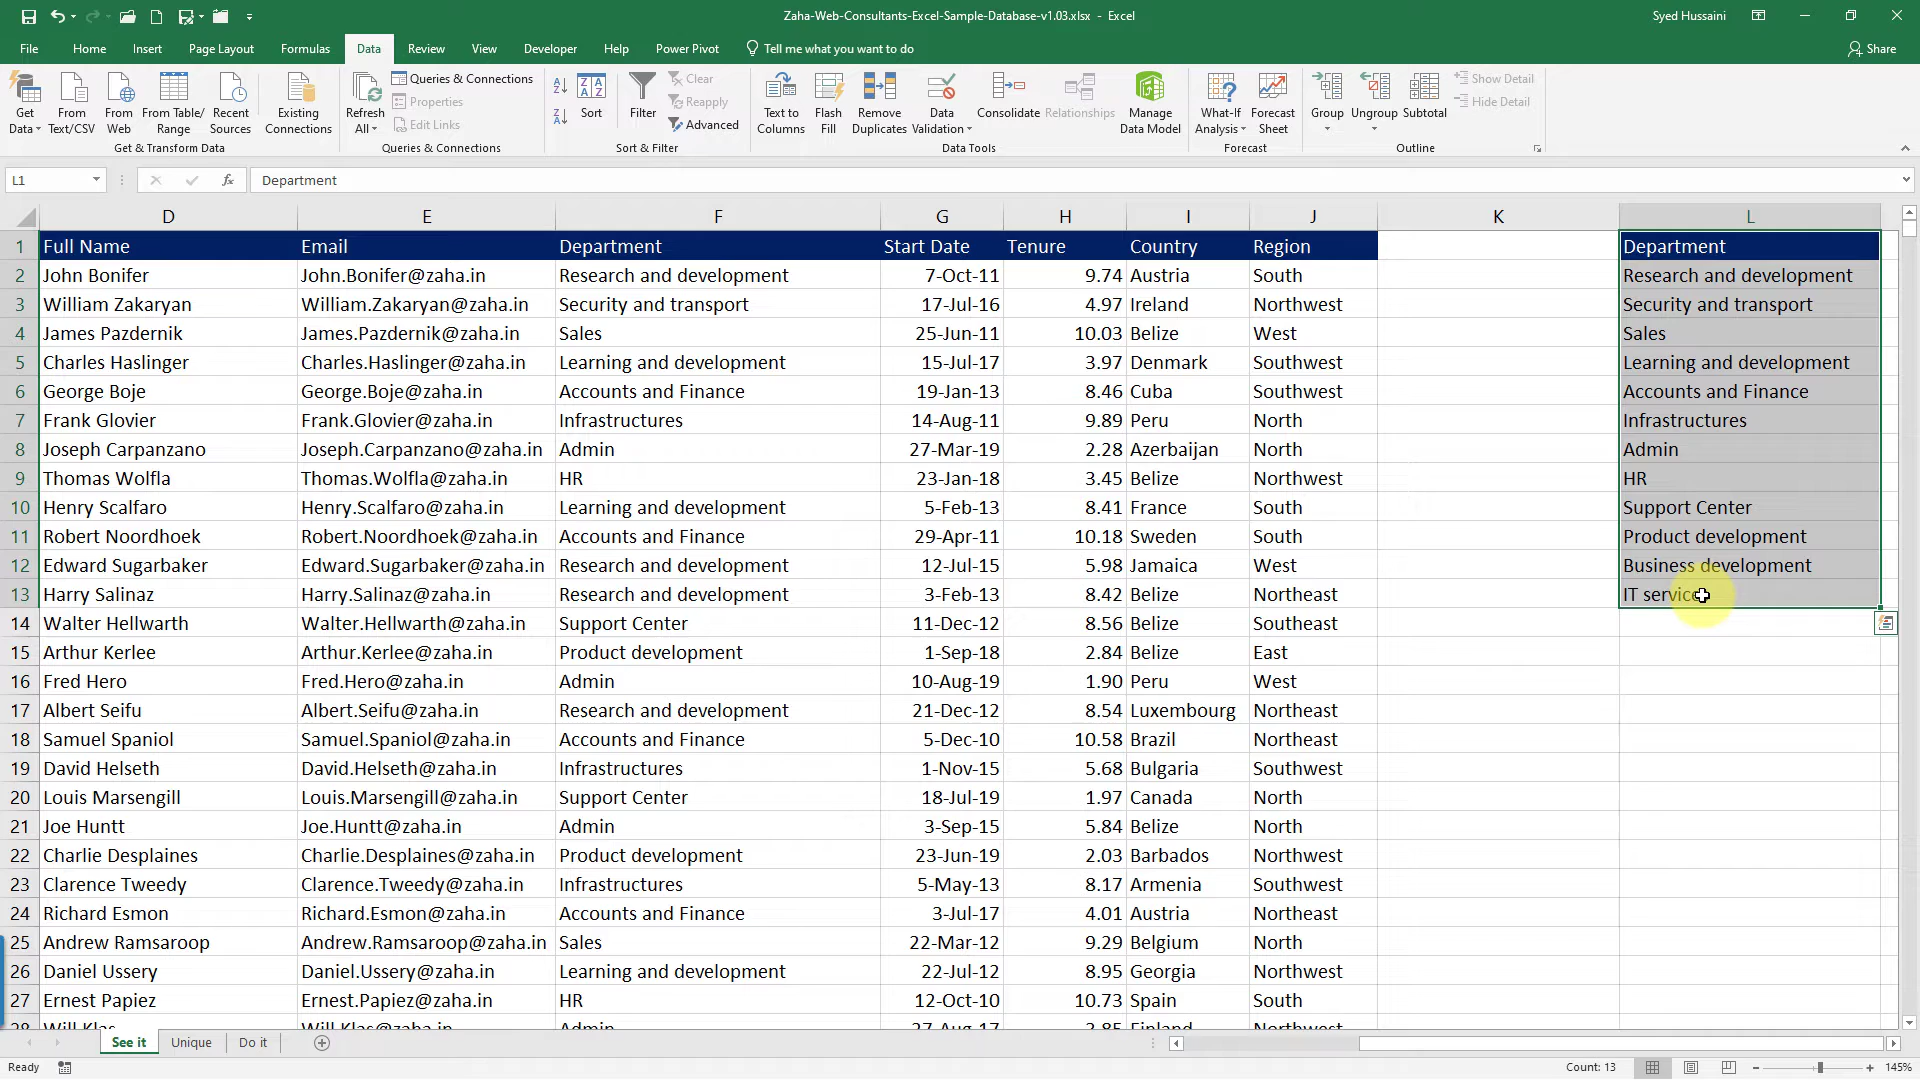 Zaha-Web-Consultants-Excel-Sample-Database-v1.03.xlsx - Excel
Syed Hussaini
File Home Insert Page Layout Formulas Data Review View Developer Help Power Pivot Tell me what you want to do Share
Get Data
From Text/CSV
From Web
From Table/ Range
Recent Sources
Existing Connections
Get & Transform Data
Refresh All
Queries & Connections
Properties
Edit Links
Queries & Connections
Sort
Filter
Clear
Reapply
Advanced
Sort & Filter
Text to Columns
Flash Fill
Remove Duplicates
Data Validation
Consolidate
Relationships
Manage Data Model
Data Tools
What-If Analysis
Forecast Sheet
Forecast
Group
Ungroup
Subtotal
Show Detail
Hide Detail
Outline
L1 fx Department
D E F G H I J K L
1 Full Name Email Department Start Date Tenure Country Region Department
2 John Bonifer John.Bonifer@zaha.in Research and development 7-Oct-11 9.74 Austria South Research and development
3 William Zakaryan William.Zakaryan@zaha.in Security and transport 17-Jul-16 4.97 Ireland Northwest Security and transport
4 James Pazdernik James.Pazdernik@zaha.in Sales 25-Jun-11 10.03 Belize West Sales
5 Charles Haslinger Charles.Haslinger@zaha.in Learning and development 15-Jul-17 3.97 Denmark Southwest Learning and development
6 George Boje George.Boje@zaha.in Accounts and Finance 19-Jan-13 8.46 Cuba Southwest Accounts and Finance
7 Frank Glovier Frank.Glovier@zaha.in Infrastructures 14-Aug-11 9.89 Peru North Infrastructures
8 Joseph Carpanzano Joseph.Carpanzano@zaha.in Admin 27-Mar-19 2.28 Azerbaijan North Admin
9 Thomas Wolfla Thomas.Wolfla@zaha.in HR 23-Jan-18 3.45 Belize Northwest HR
10 Henry Scalfaro Henry.Scalfaro@zaha.in Learning and development 5-Feb-13 8.41 France South Support Center
11 Robert Noordhoek Robert.Noordhoek@zaha.in Accounts and Finance 29-Apr-11 10.18 Sweden South Product development
12 Edward Sugarbaker Edward.Sugarbaker@zaha.in Research and development 12-Jul-15 5.98 Jamaica West Business development
13 Harry Salinaz Harry.Salinaz@zaha.in Research and development 3-Feb-13 8.42 Belize Northeast IT
14 Walter Hellwarth Walter.Hellwarth@zaha.in Support Center 11-Dec-12 8.56 Belize Southeast
15 Arthur Kerlee Arthur.Kerlee@zaha.in Product development 1-Sep-18 2.84 Belize East
16 Fred Hero Fred.Hero@zaha.in Admin 10-Aug-19 1.90 Peru West
17 Albert Seifu Albert.Seifu@zaha.in Research and development 21-Dec-12 8.54 Luxembourg Northeast
18 Samuel Spaniol Samuel.Spaniol@zaha.in Accounts and Finance 5-Dec-10 10.58 Brazil Northeast
19 David Helseth David.Helseth@zaha.in Infrastructures 1-Nov-15 5.68 Bulgaria Southwest
20 Louis Marsengill Louis.Marsengill@zaha.in Support Center 18-Jul-19 1.97 Canada North
21 Joe Huntt Joe.Huntt@zaha.in Admin 3-Sep-15 5.84 Belize North
22 Charlie Desplaines Charlie.Desplaines@zaha.in Product development 23-Jun-19 2.03 Barbados Northwest
23 Clarence Tweedy Clarence.Tweedy@zaha.in Infrastructures 5-May-13 8.17 Armenia Southwest
24 Richard Esmon Richard.Esmon@zaha.in Accounts and Finance 3-Jul-17 4.01 Austria Northeast
25 Andrew Ramsaroop Andrew.Ramsaroop@zaha.in Sales 22-Mar-12 9.29 Belgium North
26 Daniel Ussery Daniel.Ussery@zaha.in Learning and development 22-Jul-12 8.95 Georgia Northwest
27 Ernest Papiez Ernest.Papiez@zaha.in HR 12-Oct-10 10.73 Spain South
See it Unique Do it
Ready Count: 13 145%